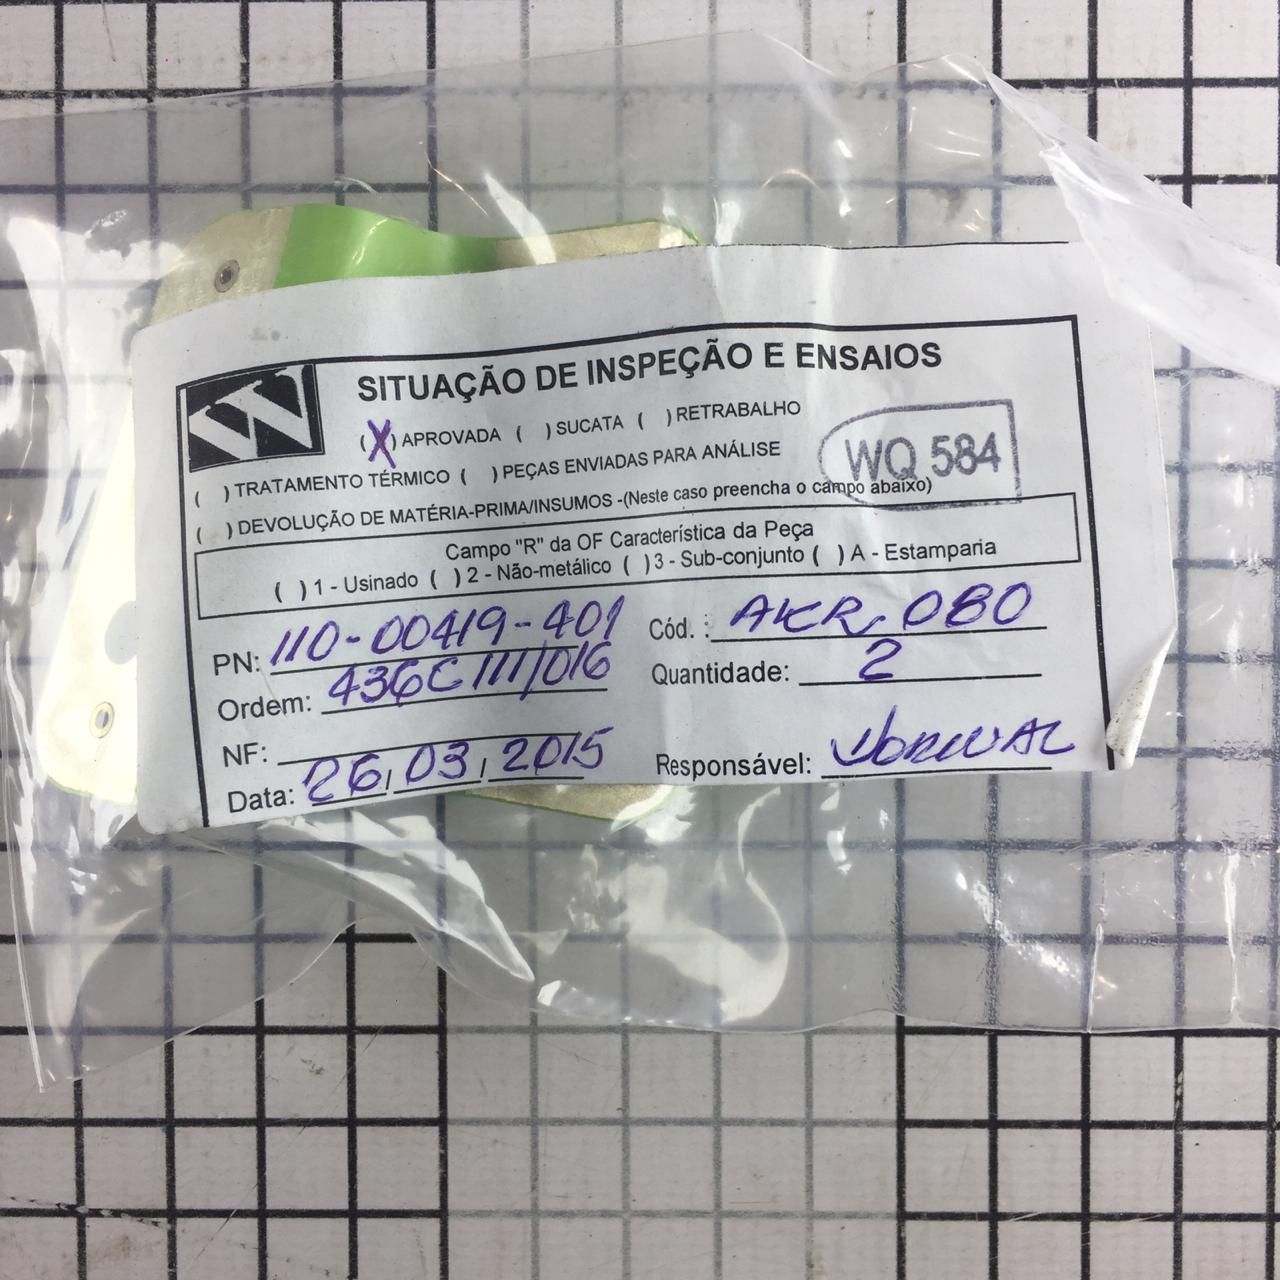 W
SITUAÇÃO DE INSPEÇÃO E ENSAIOS
(X) APROVADA ( ) SUCATA ( ) RETRABALHO
WQ 584
( ) TRATAMENTO TÉRMICO ( ) PEÇAS ENVIADAS PARA ANÁLISE
( ) DEVOLUÇÃO DE MATÉRIA-PRIMA/INSUMOS -(Neste caso preencha o campo abaixo)
Campo "R" da OF Característica da Peça
( ) 1 - Usinado ( ) 2 - Não-metálico ( ) 3 - Sub-conjunto ( ) A - Estamparia
PN: 110-00419-401 Cód. : AKR, 080
Ordem: 436C111/016 Quantidade: 2
NF:
Data: 26, 03, 2015 Responsável: